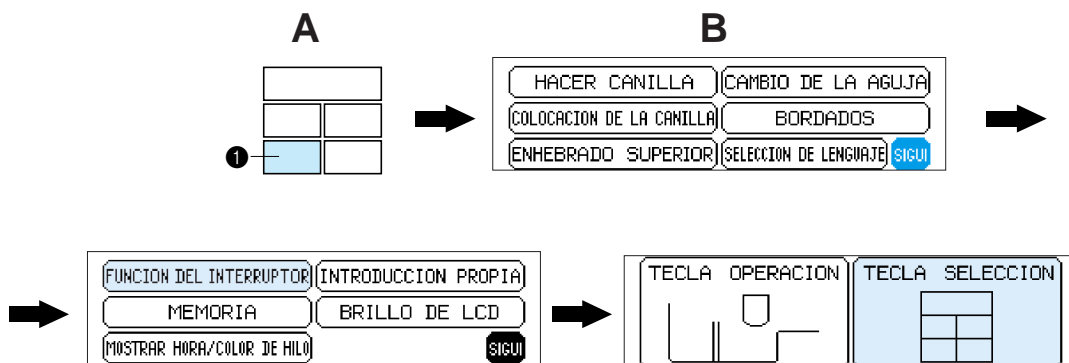 A
B
❶
HACER CANILLA
CAMBIO DE LA AGUJA
COLOCACION DE LA CANILLA
BORDADOS
ENHEBRADO SUPERIOR
SELECCION DE LENGUAJE
SIGUI
FUNCION DEL INTERRUPTOR
INTRODUCCION PROPIA
MEMORIA
BRILLO DE LCD
MOSTRAR HORA/COLOR DE HILO
SIGUI
TECLA OPERACION
TECLA SELECCION